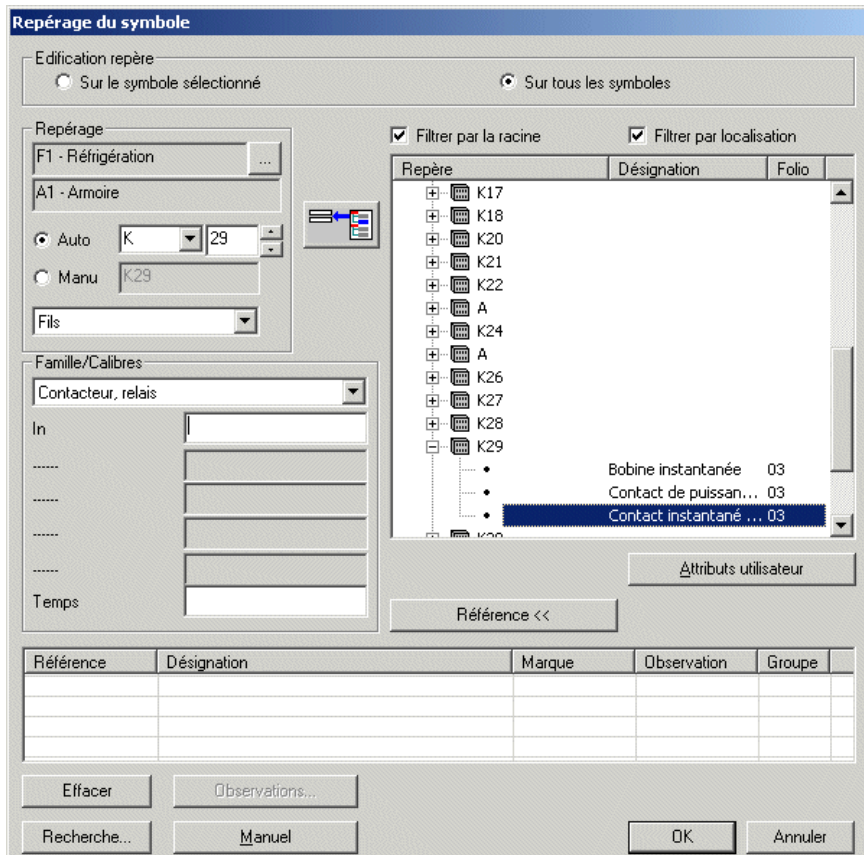 Repérage du symbole
Edification repère
Sur le symbole sélectionné
Sur tous les symboles
Repérage
F1 - Réfrigération
...
A1 - Armoire
Auto
K
29
Manu
K29
Fils
Filtrer par la racine
Filtrer par localisation
Repère Désignation Folio
K17
K18
K20
K21
K22
A
K24
A
K26
K27
K28
K29
Bobine instantanée 03
Contact de puissan... 03
Contact instantané ... 03
Famille/Calibres
Contacteur, relais
In
------
------
------
------
Temps
Attributs utilisateur
Référence <<
Référence Désignation Marque Observation Groupe
Effacer
Observations...
Recherche...
Manuel
OK
Annuler